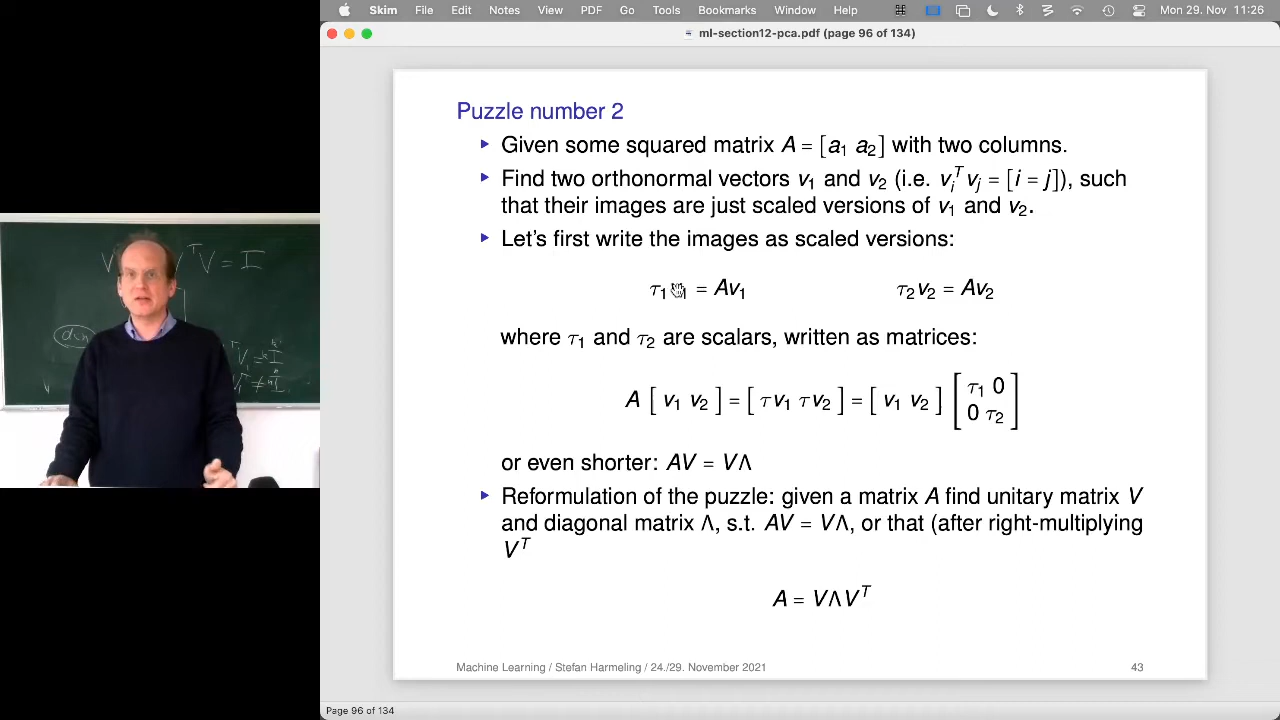 Skim File Edit Notes View PDF Go Tools Bookmarks Window Help Mon 29. Nov 11:26
ml-section12-pca.pdf (page 96 of 134)
Puzzle number 2
▸ Given some squared matrix A = [a₁ a₂] with two columns.
▸ Find two orthonormal vectors v₁ and v₂ (i.e. vᵢᵀvⱼ = [i = j]), such
that their images are just scaled versions of v₁ and v₂.
▸ Let's first write the images as scaled versions:
τ₁ ₁ = Av₁ τ₂v₂ = Av₂
where τ₁ and τ₂ are scalars, written as matrices:
A [ v₁ v₂ ] = [ τv₁ τv₂ ] = [ v₁ v₂ ] [ τ₁ 0
0 τ₂ ]
or even shorter: AV = VΛ
▸ Reformulation of the puzzle: given a matrix A find unitary matrix V
and diagonal matrix Λ, s.t. AV = VΛ, or that (after right-multiplying
Vᵀ
A = VΛVᵀ
Machine Learning / Stefan Harmeling / 24./29. November 2021 43
Page 96 of 134
V ᵀV = I